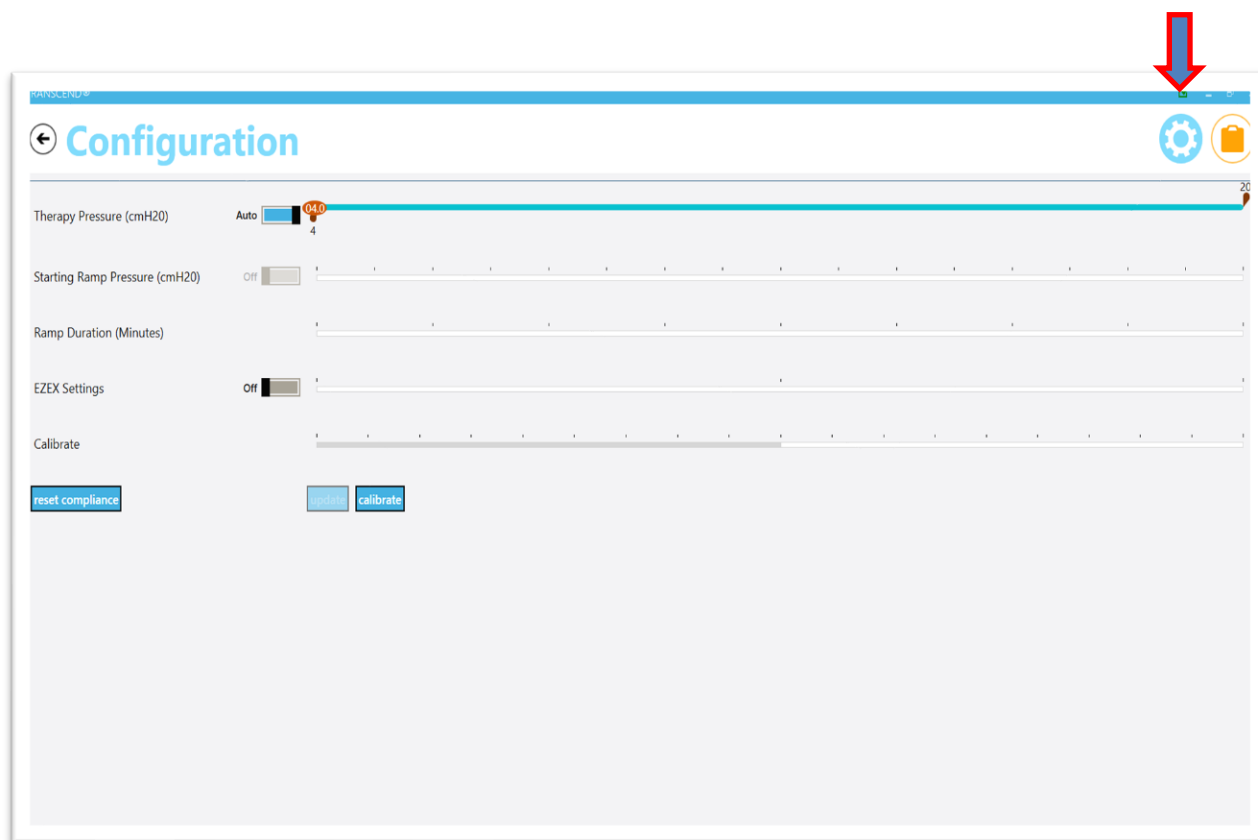 RANSCEND®
Configuration
20
Therapy Pressure (cmH20) Auto 04.0
4
Starting Ramp Pressure (cmH20) Off
Ramp Duration (Minutes)
EZEX Settings Off
Calibrate
reset compliance update calibrate